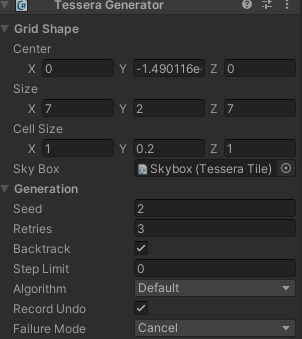 Tessera Generator
Grid Shape
Center
X 0 Y -1.490116e- Z 0
Size
X 7 Y 2 Z 7
Cell Size
X 1 Y 0.2 Z 1
Sky Box Skybox (Tessera Tile)
Generation
Seed 2
Retries 3
Backtrack
Step Limit 0
Algorithm Default
Record Undo
Failure Mode Cancel